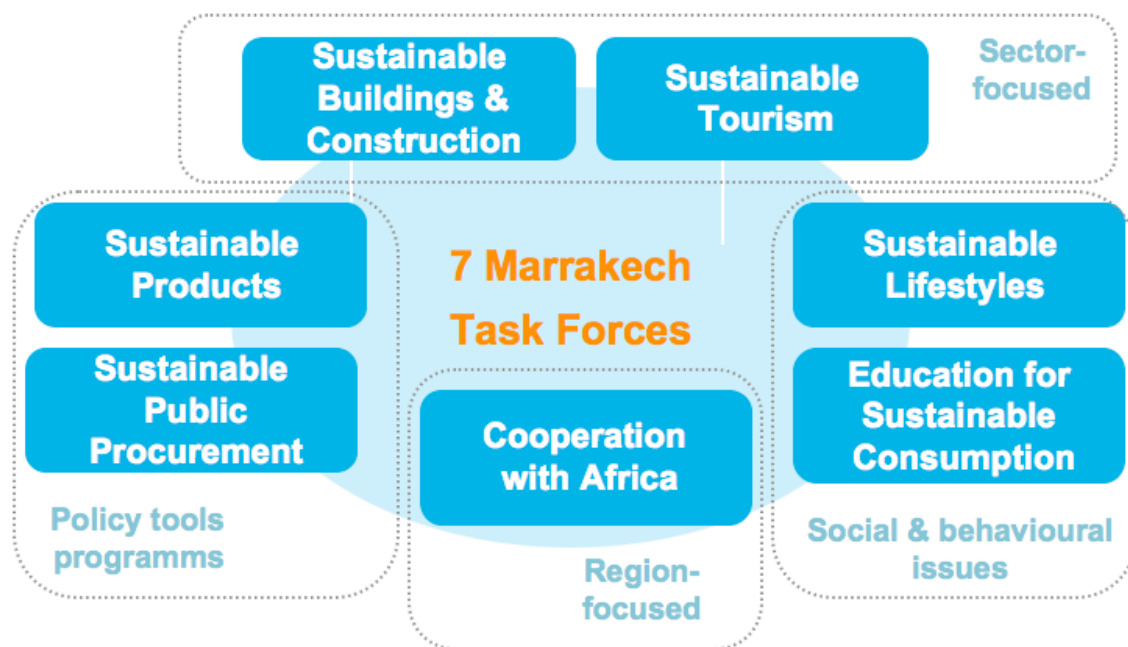 Sustainable
Buildings &
Construction
Sustainable
Tourism
Sector-
focused
Sustainable
Products
Sustainable
Public
Procurement
Policy tools
programms
7 Marrakech
Task Forces
Cooperation
with Africa
Region-
focused
Sustainable
Lifestyles
Education for
Sustainable
Consumption
Social & behavioural
issues